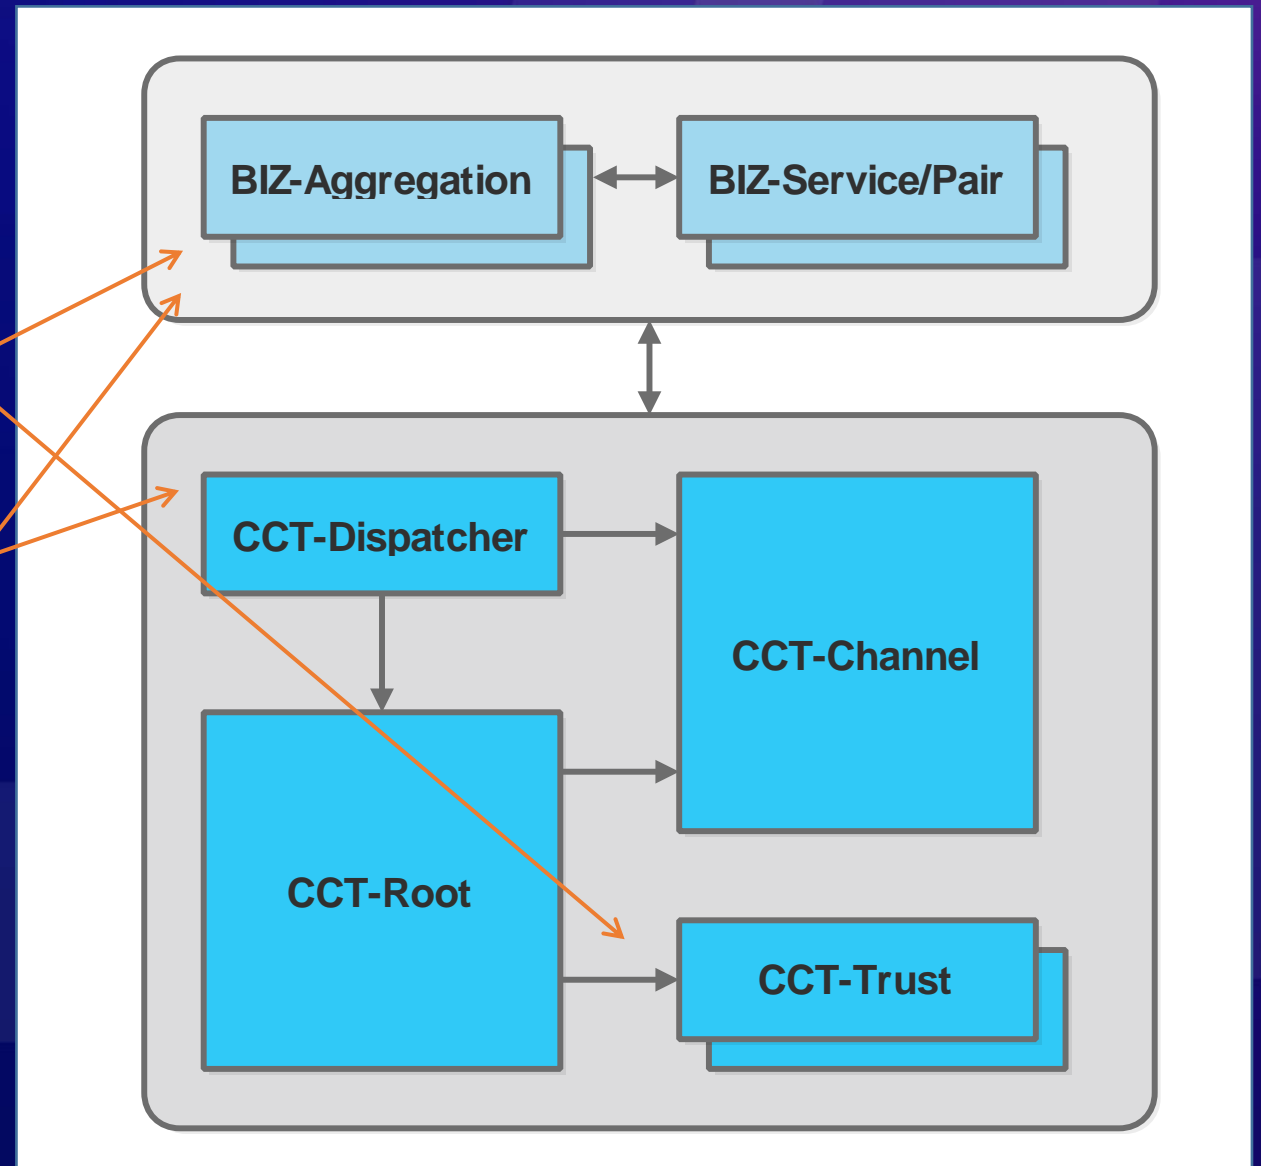 BIZ-Aggregation
BIZ-Service/Pair
CCT-Dispatcher
CCT-Channel
CCT-Root
CCT-Trust